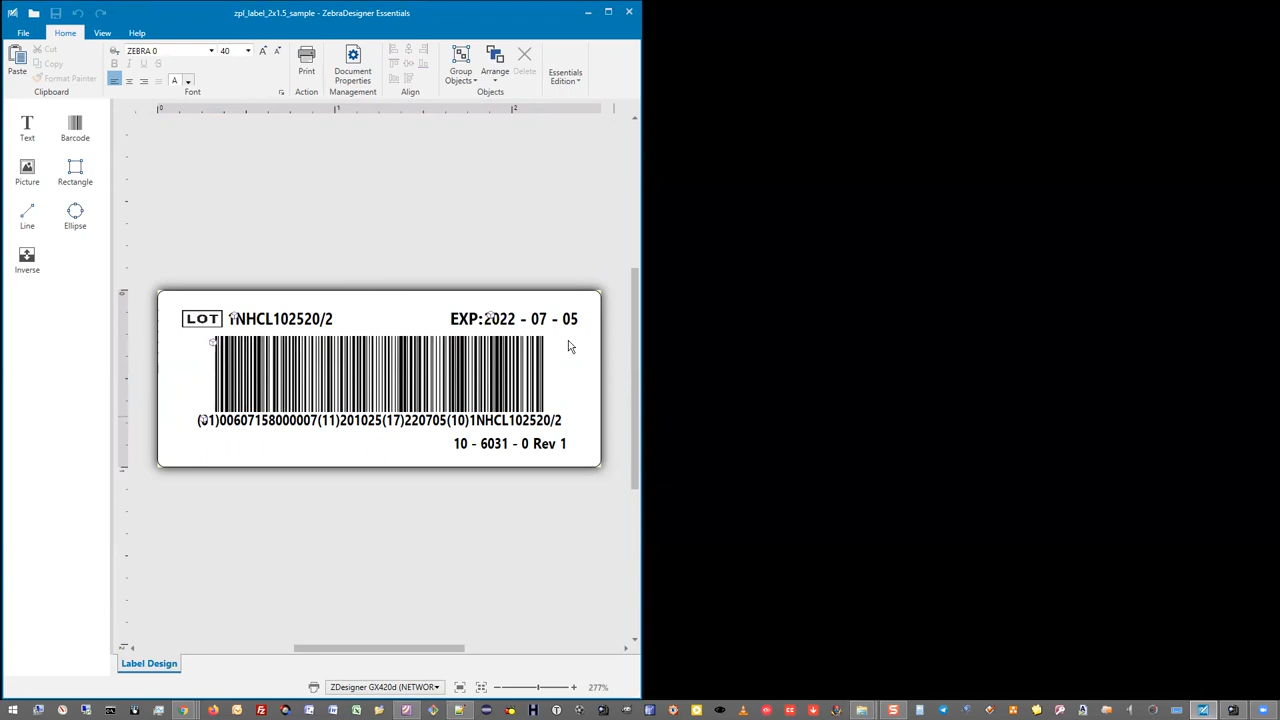 zpl_label_2x1.5_sample - ZebraDesigner Essentials
File Home View Help
Paste
Cut
Copy
Format Painter
Clipboard
ZEBRA 0 40
B I U S
A
Font
Print
Action
Document Properties
Management
Align
Group Objects
Arrange
Delete
Objects
Essentials Edition
Text
Barcode
Picture
Rectangle
Line
Ellipse
Inverse
0 1 2
LOT 1NHCL102520/2 EXP:2022 - 07 - 05
(01)00607158000007(11)201025(17)220705(10)1NHCL102520/2
10 - 6031 - 0 Rev 1
Label Design
ZDesigner GX420d (NETWOR
277%